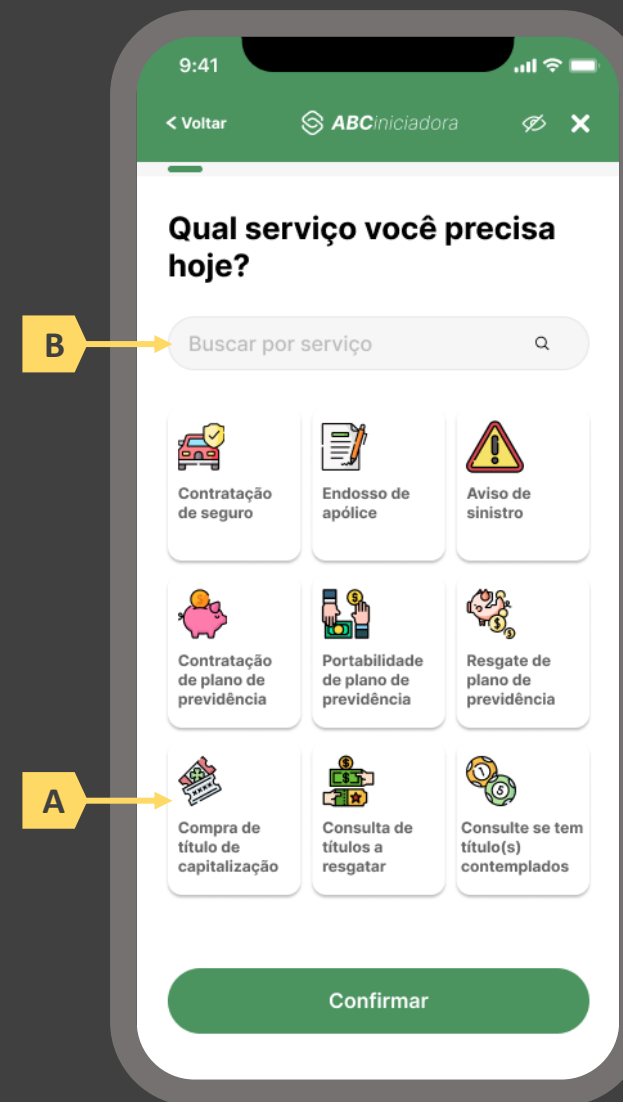 9:41
< Voltar
ABCiniciadora
Qual serviço você precisa
hoje?
B
Buscar por serviço
Contratação
de seguro
Endosso de
apólice
Aviso de
sinistro
Contratação
de plano de
previdência
Portabilidade
de plano de
previdência
Resgate de
plano de
previdência
A
Compra de
título de
capitalização
Consulta de
títulos a
resgatar
Consulte se tem
título(s)
contemplados
Confirmar